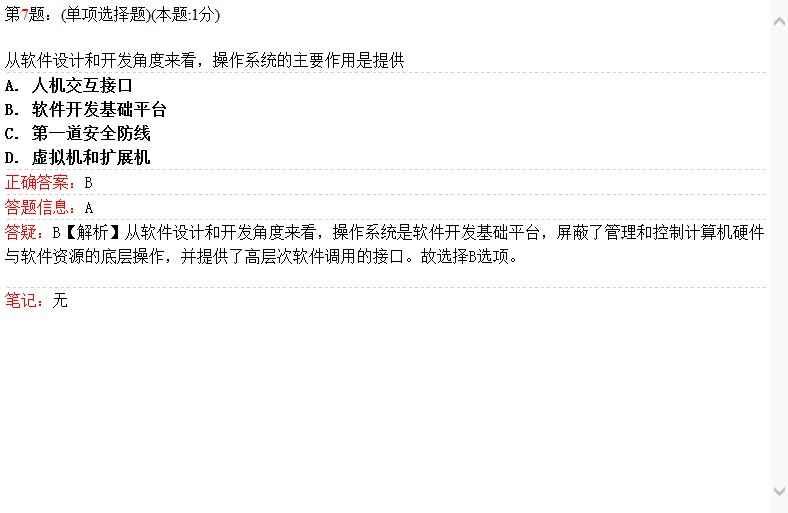 第7题：(单项选择题)(本题:1分)
从软件设计和开发角度来看，操作系统的主要作用是提供
A. 人机交互接口
B. 软件开发基础平台
C. 第一道安全防线
D. 虚拟机和扩展机
正确答案：B
答题信息：A
答疑：B【解析】从软件设计和开发角度来看，操作系统是软件开发基础平台，屏蔽了管理和控制计算机硬件
与软件资源的底层操作，并提供了高层次软件调用的接口。故选择B选项。
笔记：无